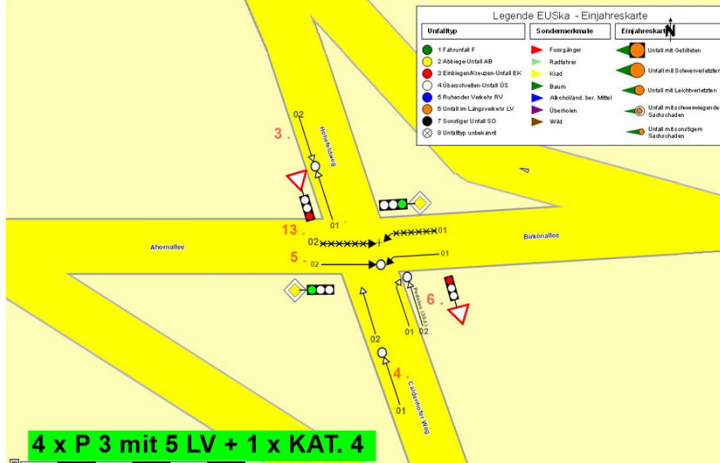 Legende EUSka - Einjahreskarte
N
Unfalltyp
Sondermerkmale
Einjahreskarte
1 Fahrunfall F
2 Abbiege-Unfall AB
3 Einbiegen/Kreuzen-Unfall EK
4 Überschreiten-Unfall ÜS
5 Ruhender Verkehr RV
6 Unfall im Längsverkehr LV
7 Sonstiger Unfall SO
8 Unfalltyp unbekannt
Fussgänger
Radfahrer
Krad
Baum
Alkohol/and. ber. Mittel
Überholen
Wild
Unfall mit Getöteten
Unfall mit Schwerverletzten
Unfall mit Leichtverletzten
Unfall mit schwerwiegendem Sachschaden
Unfall mit sonstigem Sachschaden
02
3 .
Hohefeldweg
01
13 .
02
01
Ahornallee
Birkenallee
5 .
02
01
6 .
02
01
02
4 .
Caldenhofer Weg
01
4 x P 3 mit 5 LV + 1 x KAT. 4